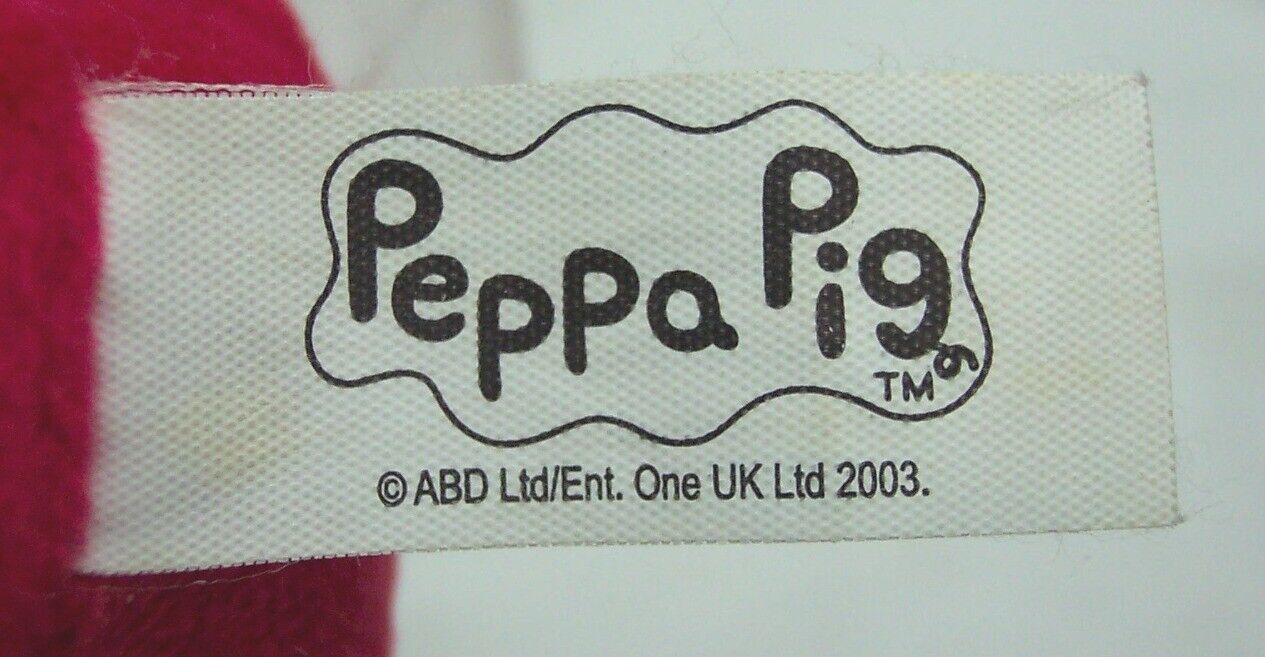 Peppa Pig
TM
© ABD Ltd/Ent. One UK Ltd 2003.